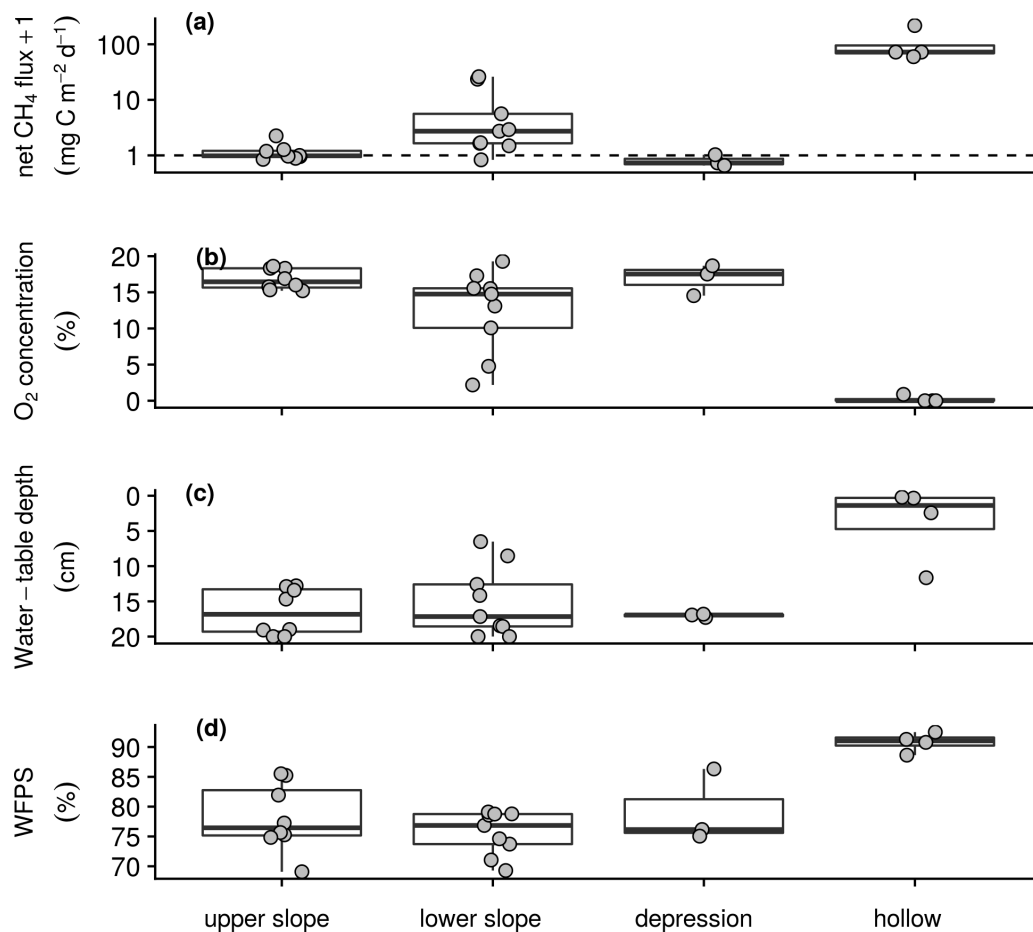 (a)
net CH₄ flux + 1
(mg C m⁻² d⁻¹)
100
10
1
(b)
O₂ concentration
(%)
20
15
10
5
0
(c)
Water − table depth
(cm)
0
5
10
15
20
(d)
WFPS
(%)
90
85
80
75
70
upper slope lower slope depression hollow